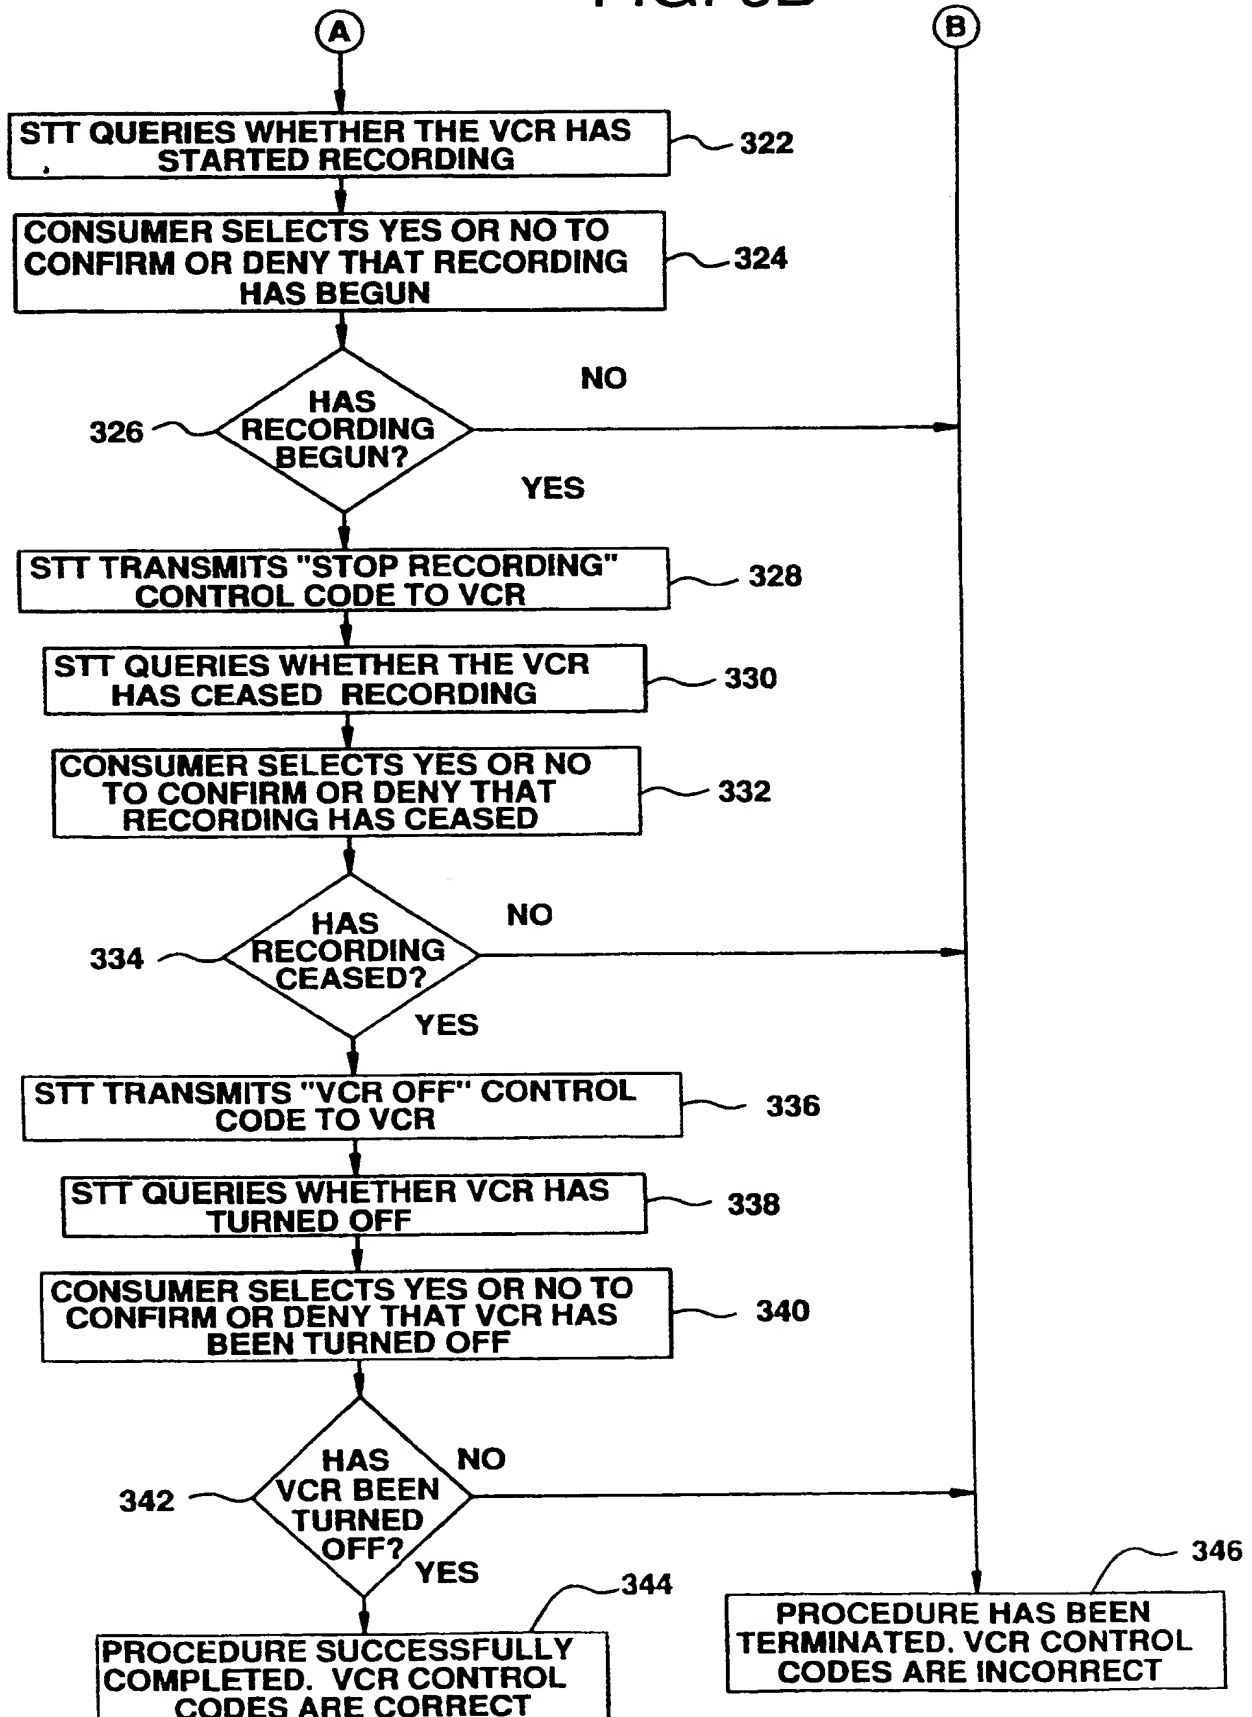 A
B
STT QUERIES WHETHER THE VCR HAS
STARTED RECORDING
322
CONSUMER SELECTS YES OR NO TO
CONFIRM OR DENY THAT RECORDING
HAS BEGUN
324
NO
HAS
RECORDING
BEGUN?
326
YES
STT TRANSMITS "STOP RECORDING"
CONTROL CODE TO VCR
328
STT QUERIES WHETHER THE VCR
HAS CEASED RECORDING
330
CONSUMER SELECTS YES OR NO
TO CONFIRM OR DENY THAT
RECORDING HAS CEASED
332
NO
HAS
RECORDING
CEASED?
334
YES
STT TRANSMITS "VCR OFF" CONTROL
CODE TO VCR
336
STT QUERIES WHETHER VCR HAS
TURNED OFF
338
CONSUMER SELECTS YES OR NO TO
CONFIRM OR DENY THAT VCR HAS
BEEN TURNED OFF
340
NO
HAS
VCR BEEN
TURNED
OFF?
342
YES
344
PROCEDURE SUCCESSFULLY
COMPLETED. VCR CONTROL
CODES ARE CORRECT
346
PROCEDURE HAS BEEN
TERMINATED. VCR CONTROL
CODES ARE INCORRECT